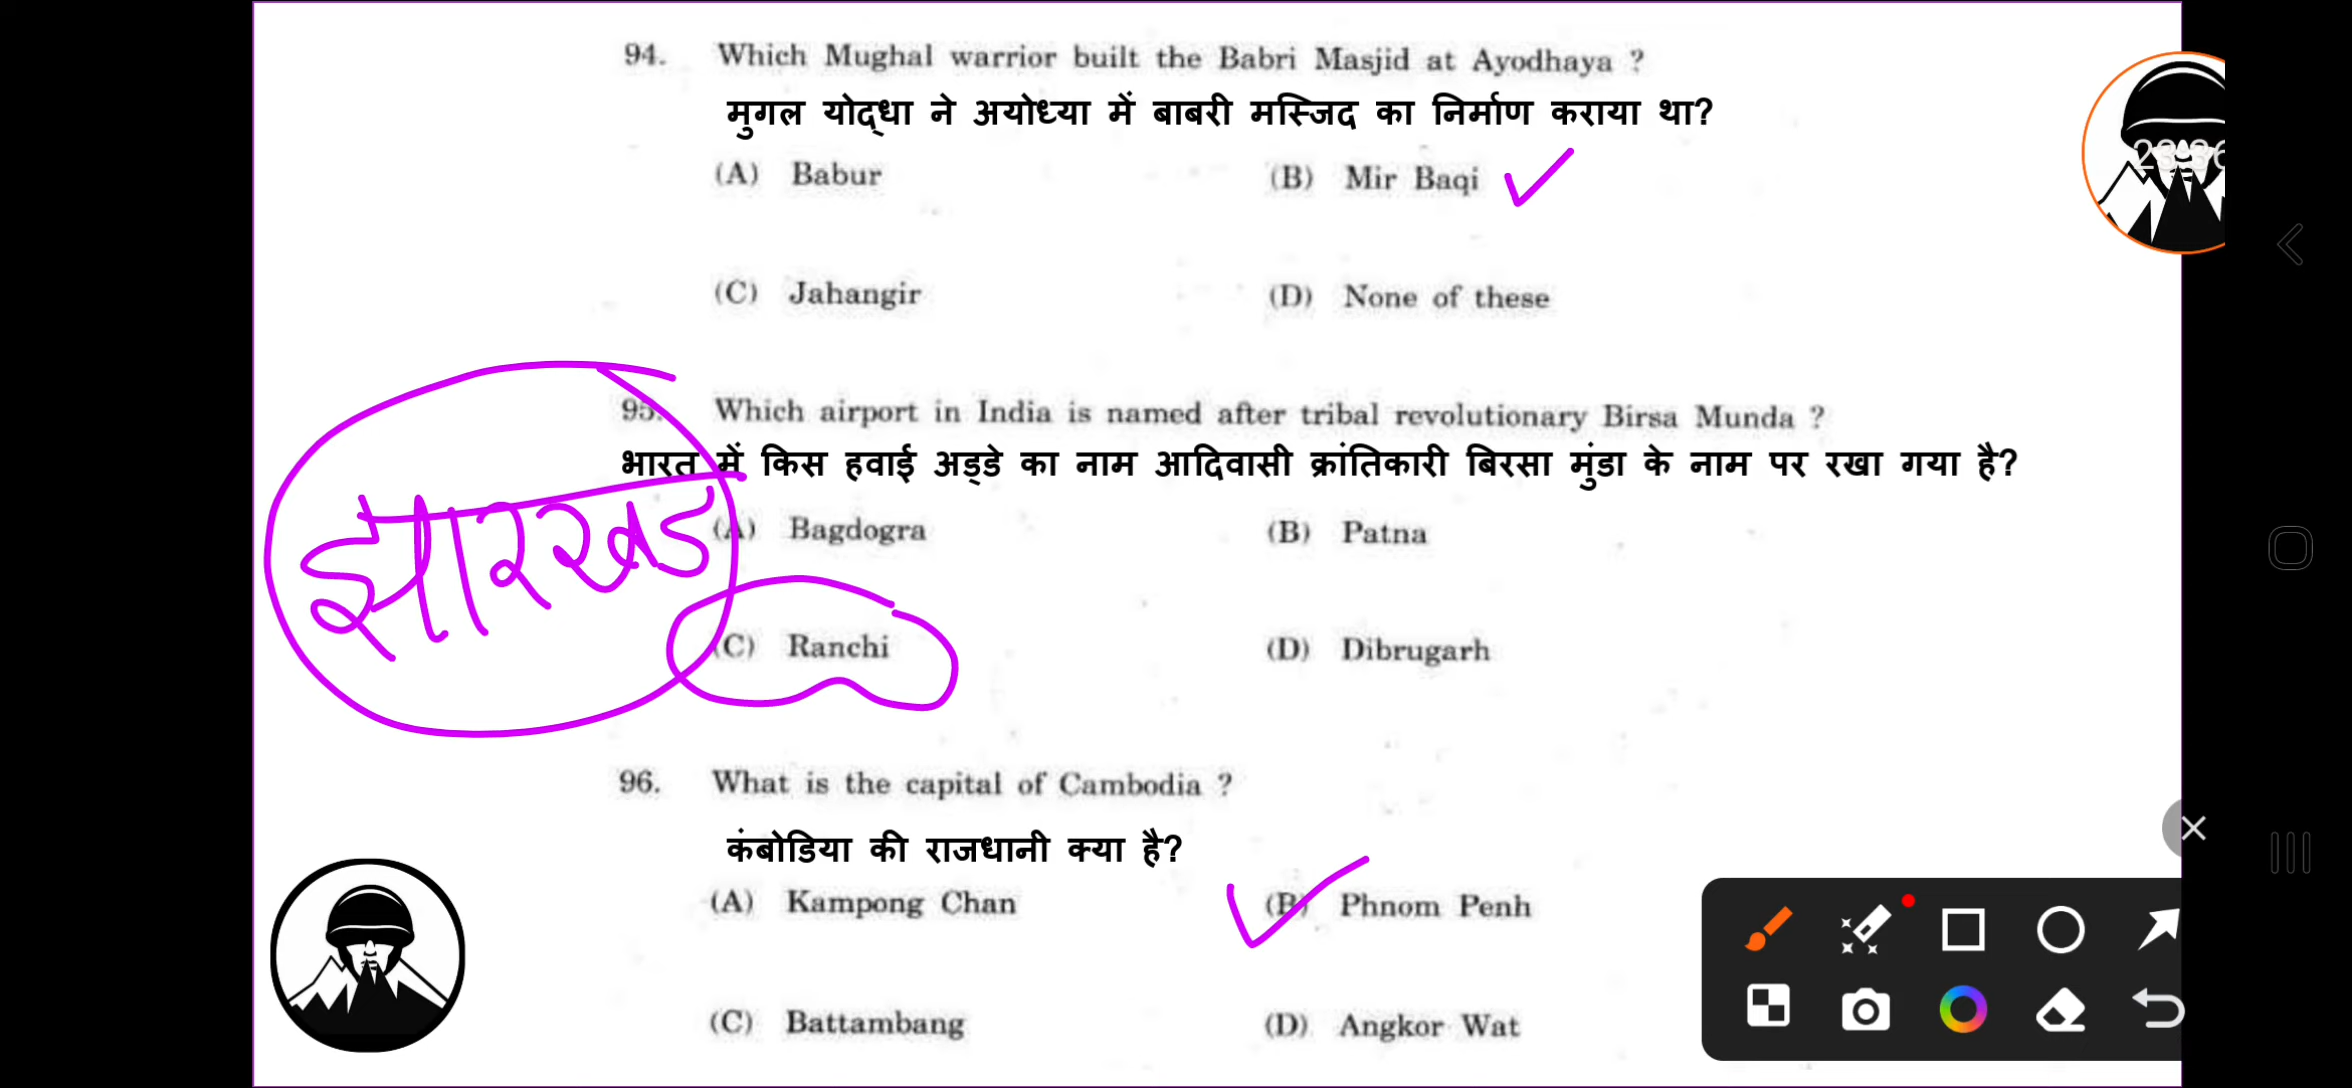 94. Which Mughal warrior built the Babri Masjid at Ayodhaya ?
मुगल योद्धा ने अयोध्या में बाबरी मस्जिद का निर्माण कराया था?
(A) Babur (B) Mir Baqi
(C) Jahangir (D) None of these
95. Which airport in India is named after tribal revolutionary Birsa Munda ?
भारत में किस हवाई अड्डे का नाम आदिवासी क्रांतिकारी बिरसा मुंडा के नाम पर रखा गया है?
झारखड
(A) Bagdogra (B) Patna
(C) Ranchi (D) Dibrugarh
96. What is the capital of Cambodia ?
कंबोडिया की राजधानी क्या है?
(A) Kampong Chan (B) Phnom Penh
(C) Battambang (D) Angkor Wat